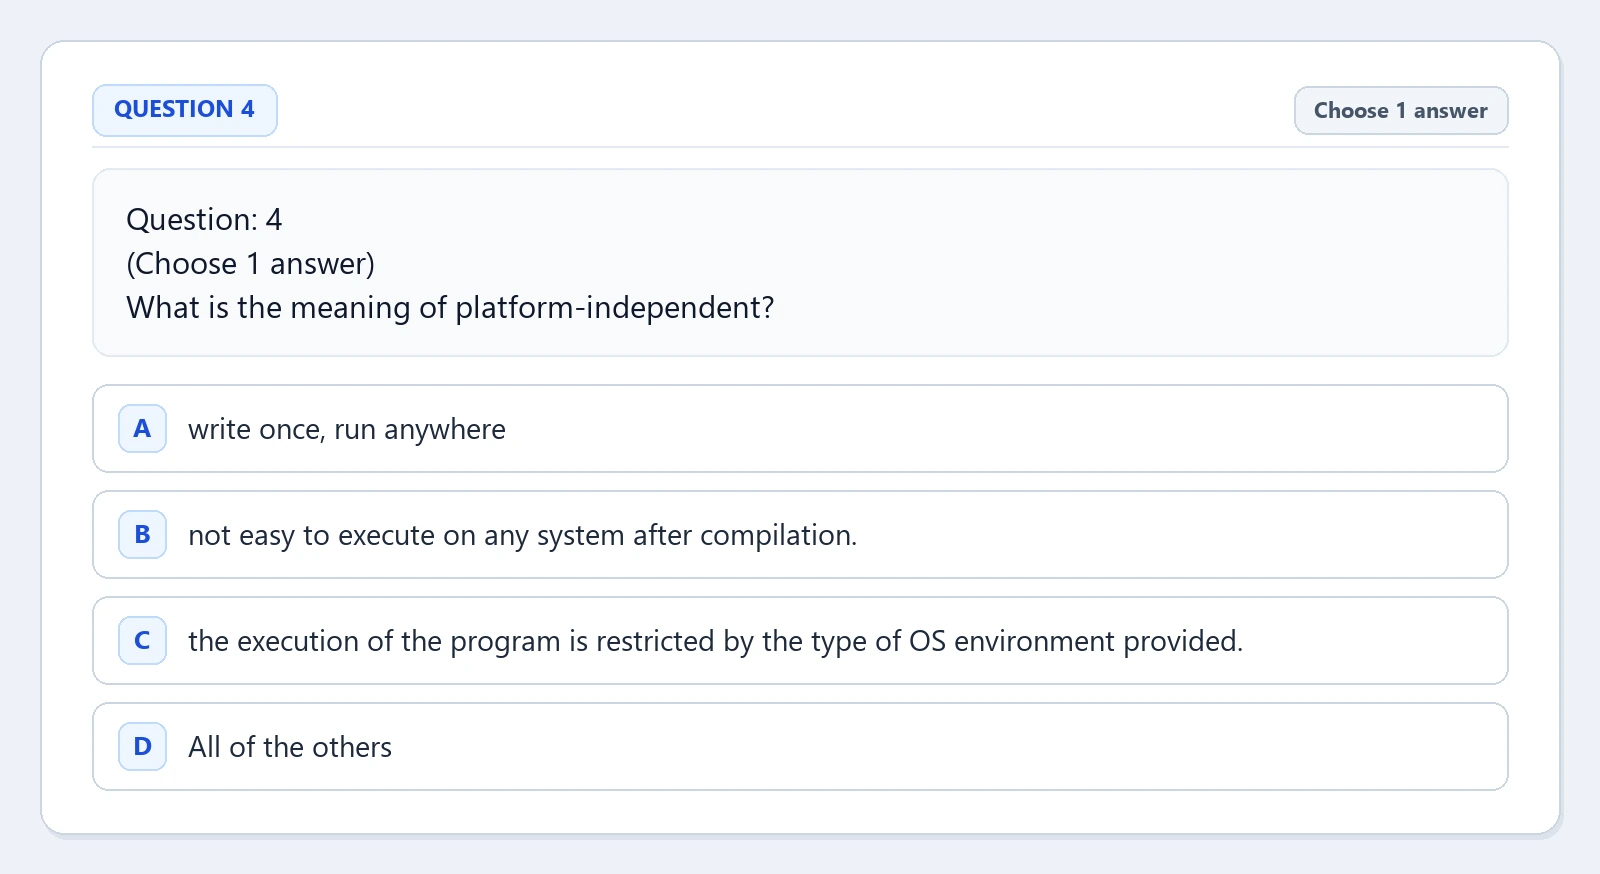 QUESTION 4
Choose 1 answer
Question: 4
(Choose 1 answer)
What is the meaning of platform-independent?
A write once, run anywhere
B not easy to execute on any system after compilation.
C the execution of the program is restricted by the type of OS environment provided.
D All of the others